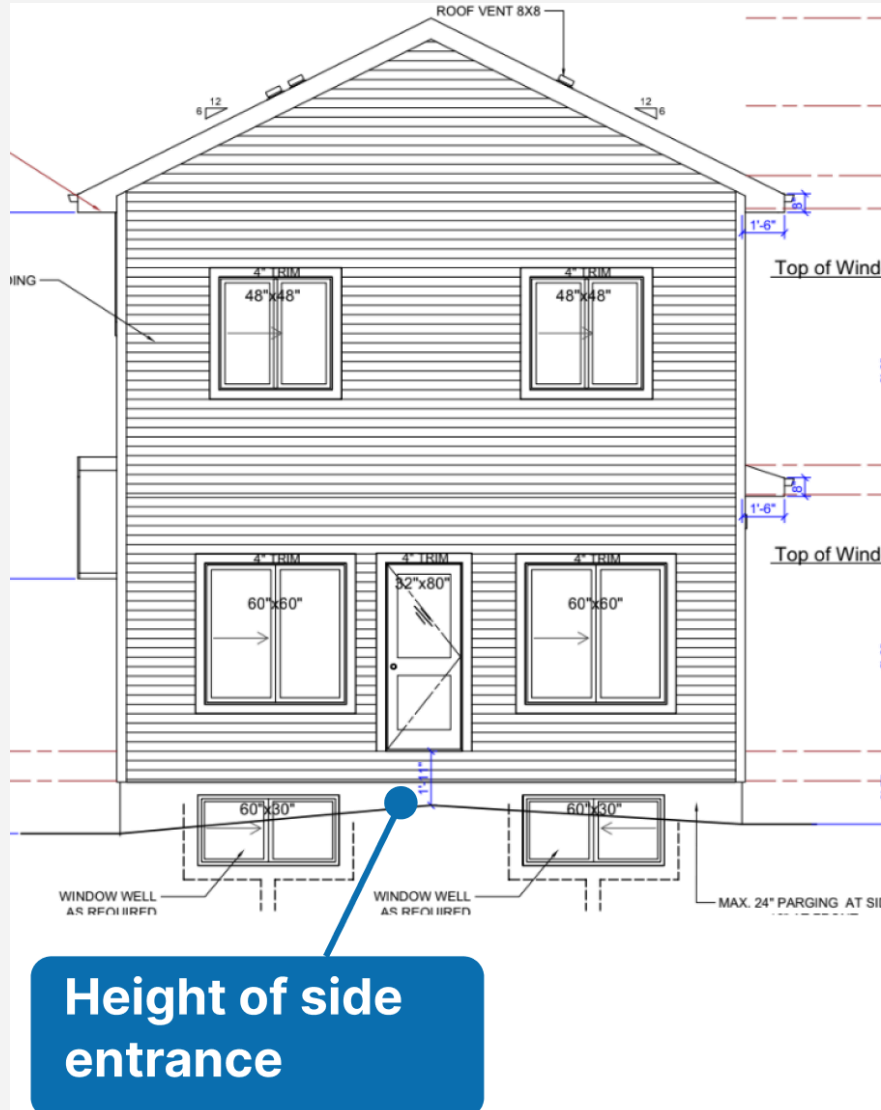 ROOF VENT 8X8
12
6
12
6
8"
1'-6"
DING
4" TRIM
48"x48"
4" TRIM
48"x48"
Top of Wind
8"
1'-6"
4" TRIM
60"x60"
4" TRIM
32"x80"
4" TRIM
60"x60"
Top of Wind
1'-11"
60"x30"
60"x30"
WINDOW WELL
AS REQUIRED
WINDOW WELL
AS REQUIRED
MAX. 24" PARGING AT SI
Height of side
entrance